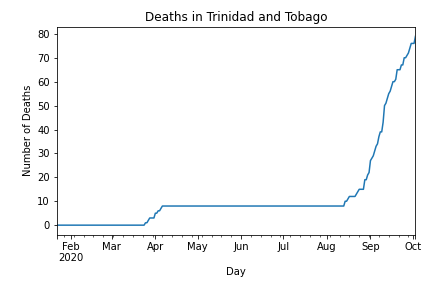 Deaths in Trinidad and Tobago
80
70
60
50
40
30
20
10
0
Number of Deaths
Feb Mar Apr May Jun Jul Aug Sep Oct
2020
Day